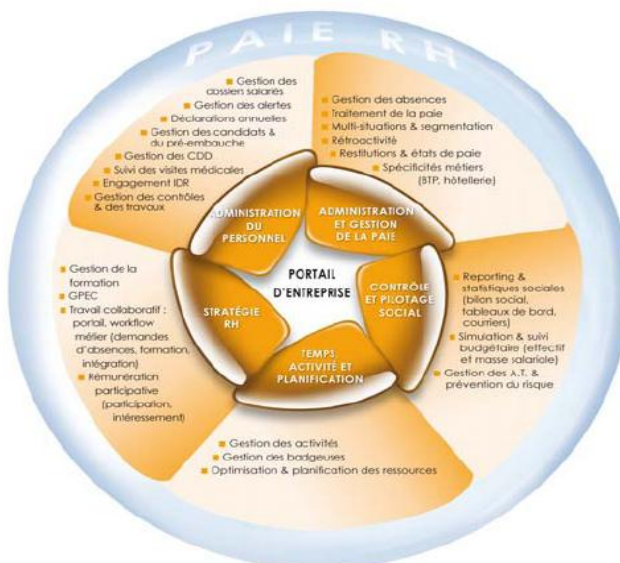 PAIE RH
Gestion des
dossiers salariés
Gestion des alertes
Déclarations annuelles
Gestion des candidats &
du pré-embauche
Gestion des CDD
Suivi des visites médicales
Engagement IDR
Gestion des contrôles
& des travaux
Gestion des absences
Traitement de la paie
Multi-situations & segmentation
Rétroactivité
Restitutions & états de paie
Spécificités métiers
(BTP, hôtellerie)
ADMINISTRATION
DU
PERSONNEL
ADMINISTRATION
ET GESTION
DE LA PAIE
PORTAIL
D'ENTREPRISE
CONTRÔLE
ET PILOTAGE
SOCIAL
STRATÉGIE
RH
TEMPS,
ACTIVITÉ ET
PLANIFICATION
Gestion de la
formation
GPEC
Travail collaboratif :
portail, workflow
métier (demandes
d'absences, formation,
intégration)
Rémunération
participative
(participation,
intéressement)
Reporting &
statistiques sociales
(bilan social,
tableaux de bord,
courriers)
Simulation & suivi
budgétaire (effectif
et masse salariale)
Gestion des A.T. &
prévention du risque
Gestion des activités
Gestion des badgeuses
Optimisation & planification des ressources